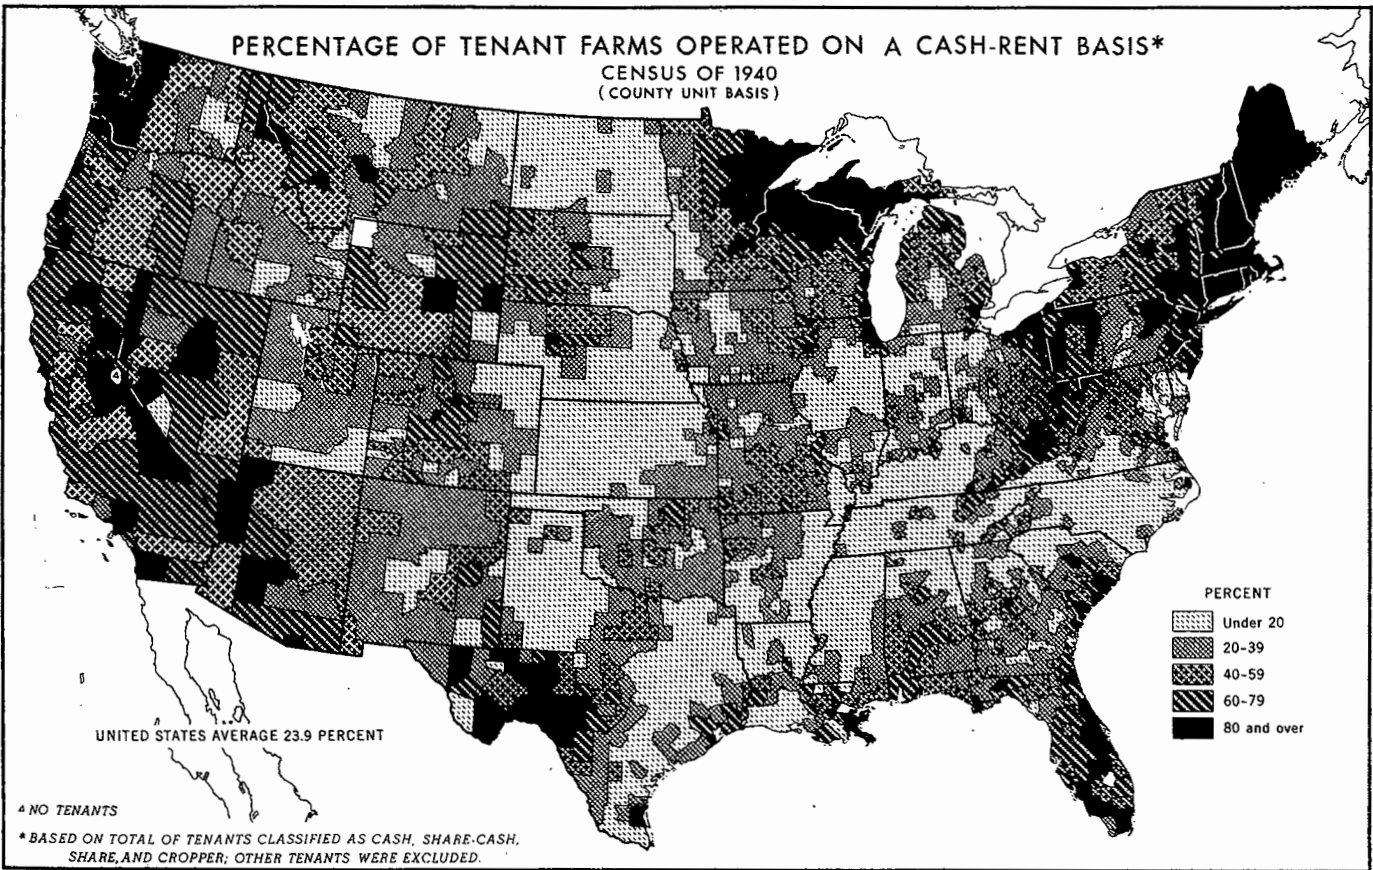 PERCENTAGE OF TENANT FARMS OPERATED ON A CASH-RENT BASIS*
CENSUS OF 1940
(COUNTY UNIT BASIS)
4
PERCENT
Under 20
20-39
40-59
60-79
80 and over
UNITED STATES AVERAGE 23.9 PERCENT
Δ NO TENANTS
*BASED ON TOTAL OF TENANTS CLASSIFIED AS CASH, SHARE-CASH,
SHARE, AND CROPPER; OTHER TENANTS WERE EXCLUDED.